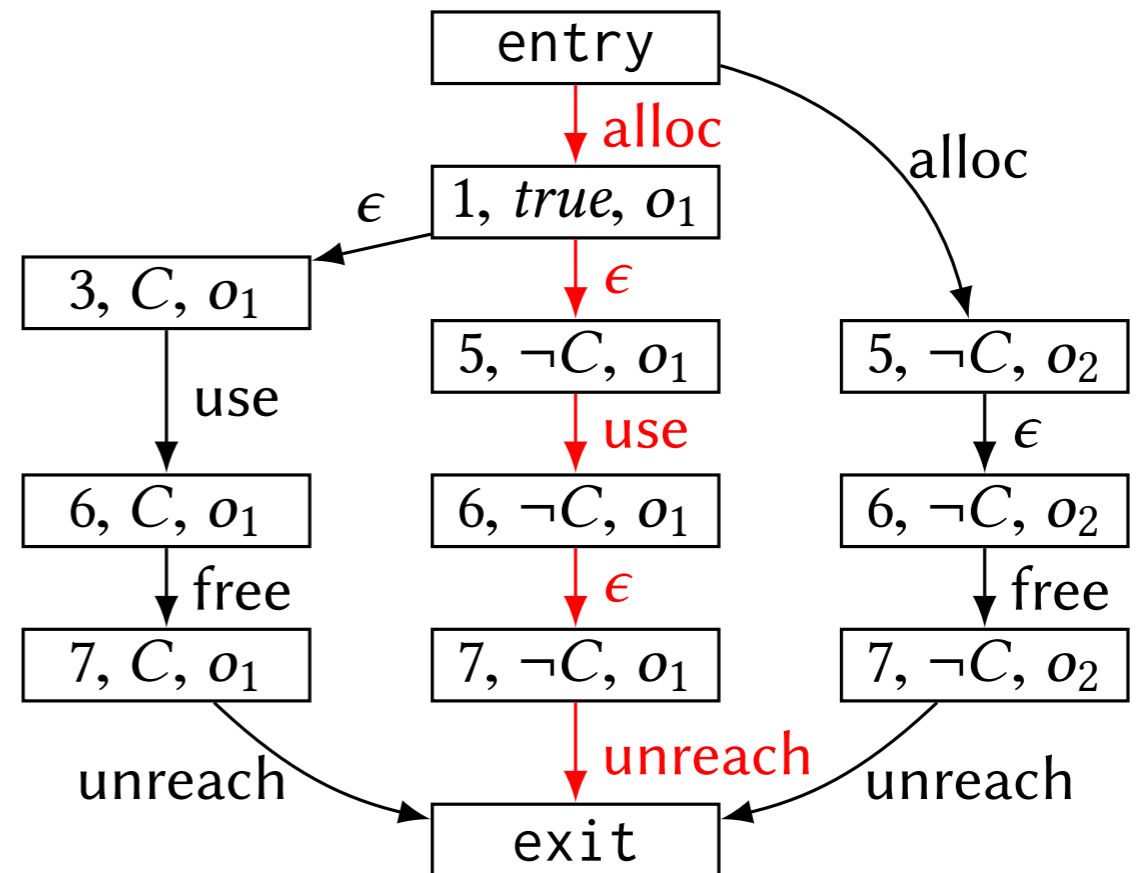 entry
alloc
alloc
1, true, o₁
ϵ
ϵ
3, C, o₁
5, ¬C, o₁
5, ¬C, o₂
use
use
ϵ
6, C, o₁
6, ¬C, o₁
6, ¬C, o₂
free
ϵ
free
7, C, o₁
7, ¬C, o₁
7, ¬C, o₂
unreach
unreach
unreach
exit